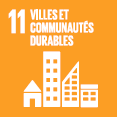 11 VILLES ET
COMMUNAUTÉS
DURABLES